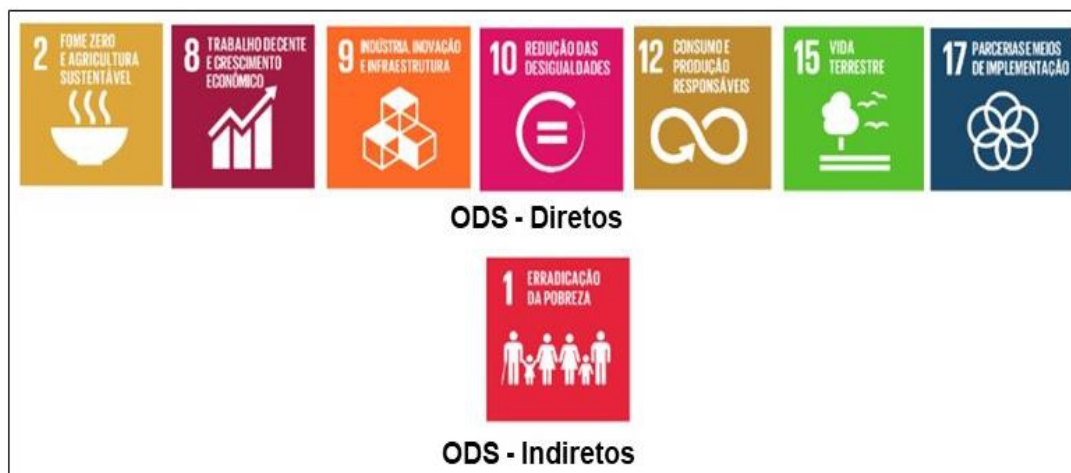 2 FOME ZERO
E AGRICULTURA
SUSTENTÁVEL
8 TRABALHO DECENTE
E CRESCIMENTO
ECONÔMICO
9 INDÚSTRIA, INOVAÇÃO
E INFRAESTRUTURA
10 REDUÇÃO DAS
DESIGUALDADES
12 CONSUMO E
PRODUÇÃO
RESPONSÁVEIS
15 VIDA
TERRESTRE
17 PARCERIAS E MEIOS
DE IMPLEMENTAÇÃO
ODS - Diretos
1 ERRADICAÇÃO
DA POBREZA
ODS - Indiretos